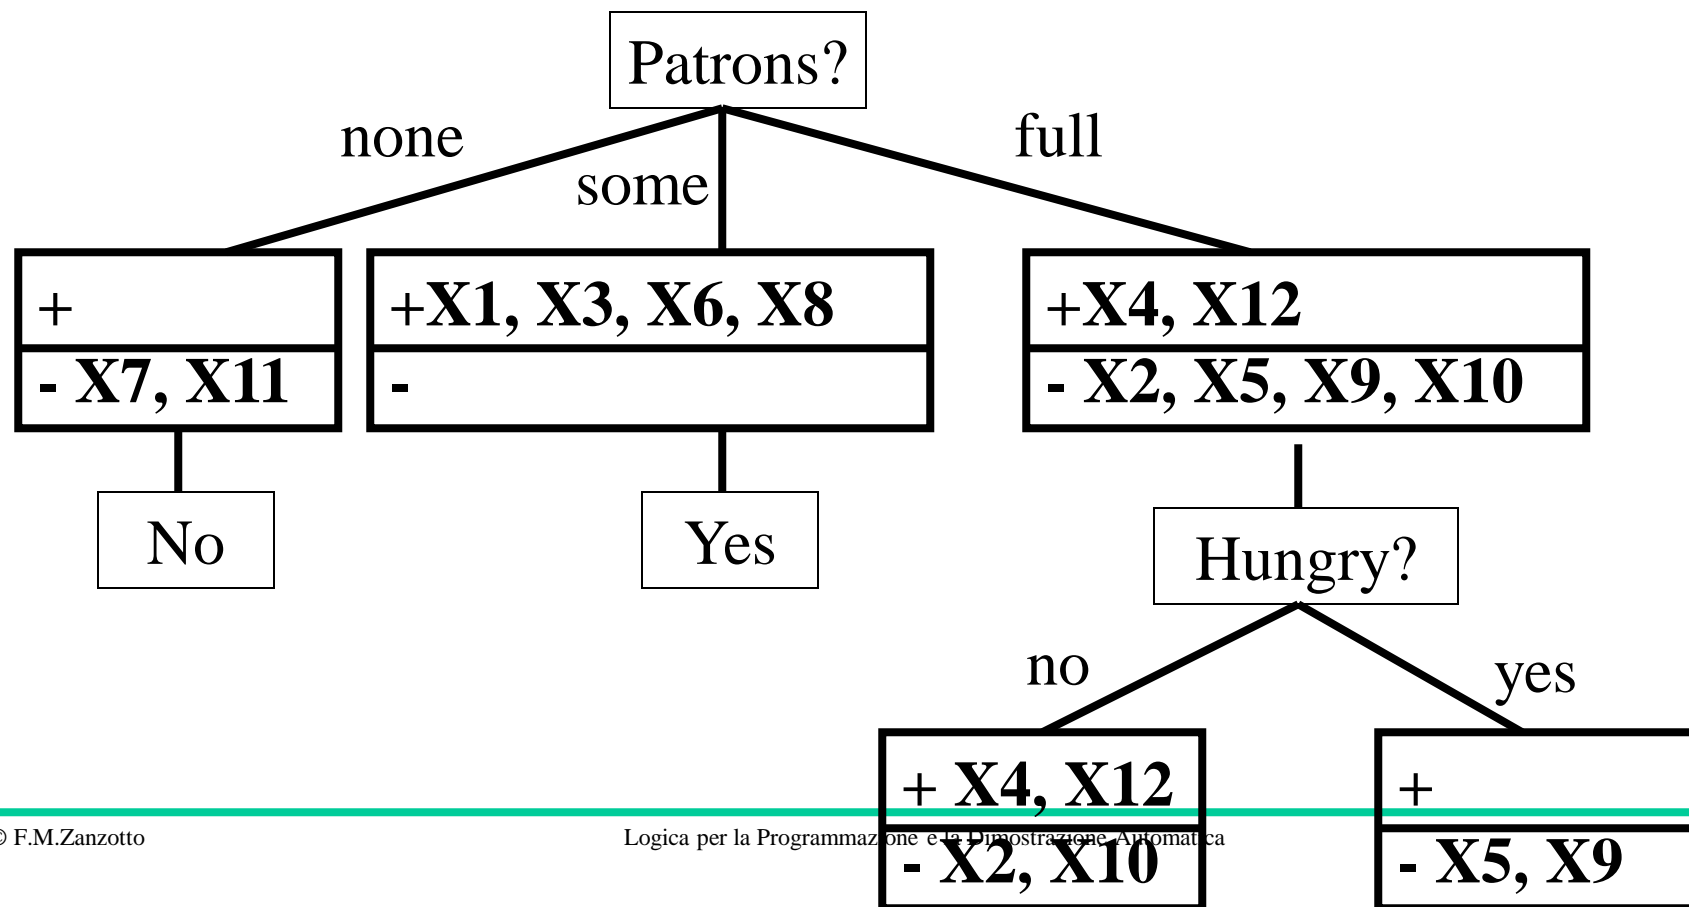 Patrons?
none
some
full
+
- X7, X11
+X1, X3, X6, X8
-
+X4, X12
- X2, X5, X9, X10
No
Yes
Hungry?
no
yes
+ X4, X12
- X2, X10
+
- X5, X9
© F.M.Zanzotto
Logica per la Programmazione e la Dimostrazione Automatica